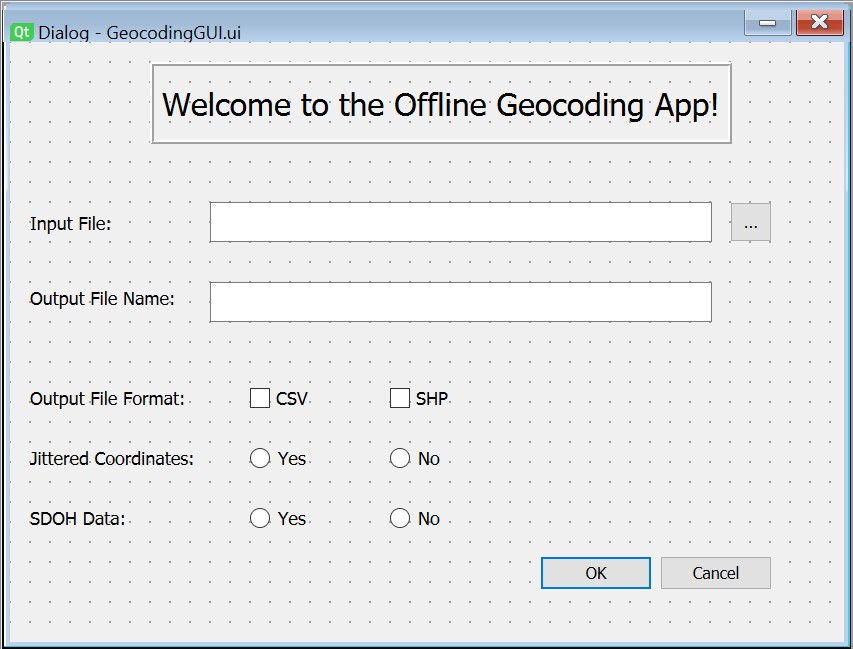 Qt Dialog - GeocodingGUI.ui
Welcome to the Offline Geocoding App!
Input File: ...
Output File Name:
Output File Format: CSV SHP
Jittered Coordinates: Yes No
SDOH Data: Yes No
OK Cancel